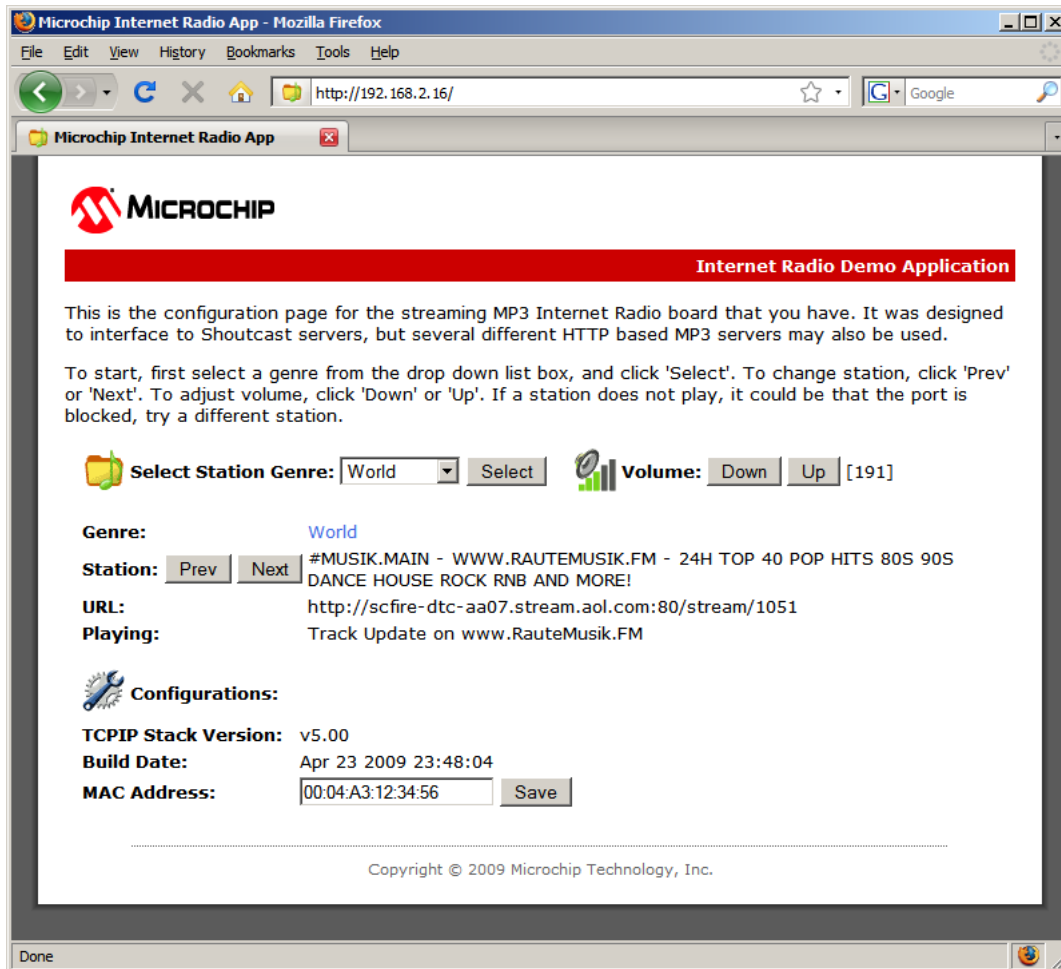 Microchip Internet Radio App - Mozilla Firefox
File Edit View History Bookmarks Tools Help
http://192.168.2.16/ G Google
Microchip Internet Radio App
MICROCHIP
Internet Radio Demo Application
This is the configuration page for the streaming MP3 Internet Radio board that you have. It was designed
to interface to Shoutcast servers, but several different HTTP based MP3 servers may also be used.
To start, first select a genre from the drop down list box, and click 'Select'. To change station, click 'Prev'
or 'Next'. To adjust volume, click 'Down' or 'Up'. If a station does not play, it could be that the port is
blocked, try a different station.
Select Station Genre: World Select Volume: Down Up [191]
Genre: World
Station: Prev Next #MUSIK.MAIN - WWW.RAUTEMUSIK.FM - 24H TOP 40 POP HITS 80S 90S
DANCE HOUSE ROCK RNB AND MORE!
URL: http://scfire-dtc-aa07.stream.aol.com:80/stream/1051
Playing: Track Update on www.RauteMusik.FM
Configurations:
TCPIP Stack Version: v5.00
Build Date: Apr 23 2009 23:48:04
MAC Address: 00:04:A3:12:34:56 Save
Copyright © 2009 Microchip Technology, Inc.
Done